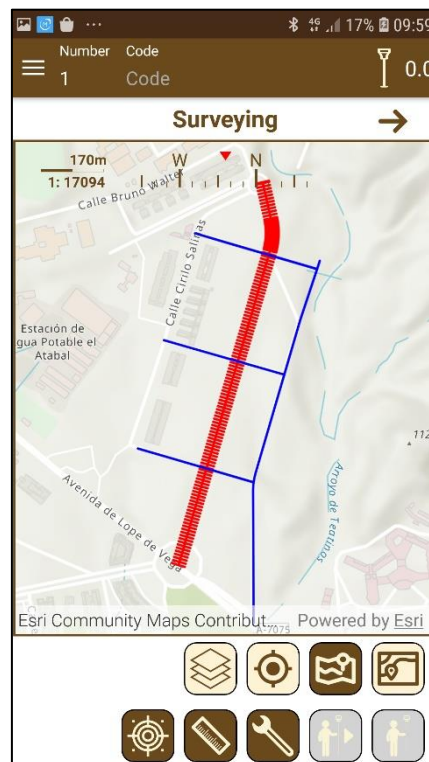 4G 17% 09:59
Number Code
1 Code 0.0
Surveying
170m W N
1: 17094
Calle Bruno Walter
Calle Cirilo Salinas
Estación de
gua Potable el
Atabal
112
Arroyo de Teatinos
Avenida de Lope de Vega
Esri Community Maps Contribut... Powered by Esri
A-7075